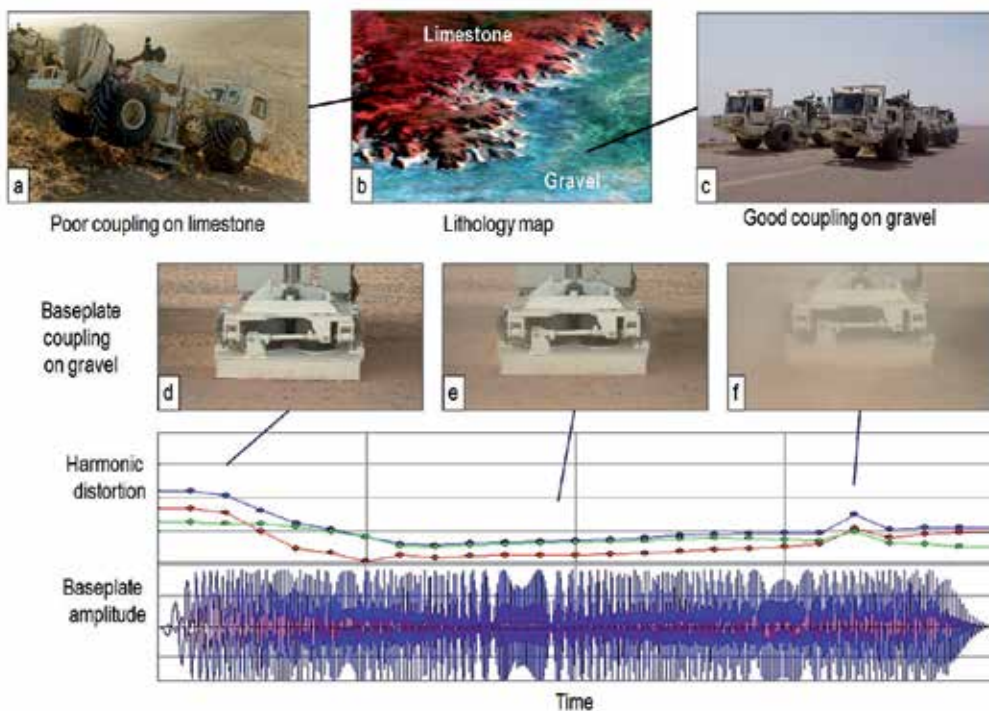 Limestone
Gravel
a
b
c
Poor coupling on limestone
Lithology map
Good coupling on gravel
Baseplate
coupling
on gravel
d
e
f
Harmonic
distortion
Baseplate
amplitude
Time